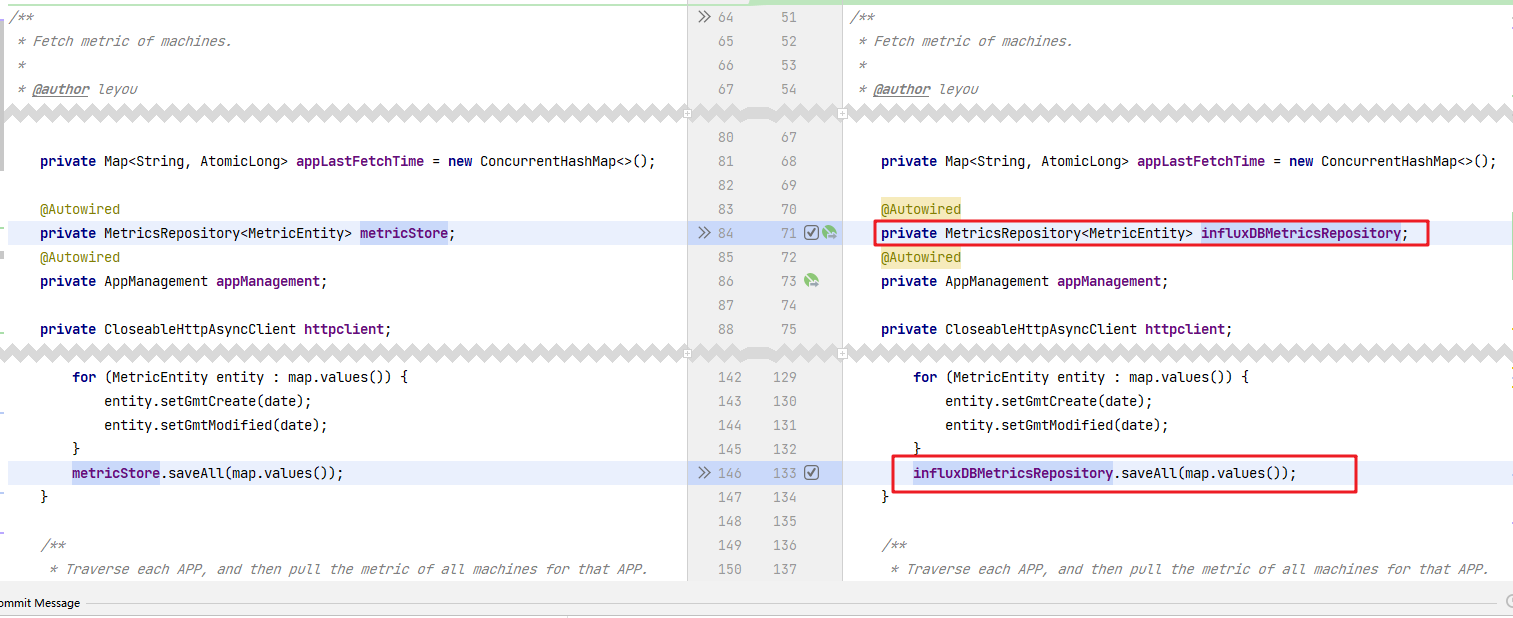 /**
64 51
/**
* Fetch metric of machines.
65 52
* Fetch metric of machines.
*
66 53
*
* @author leyou
67 54
* @author leyou
80 67
private Map<String, AtomicLong> appLastFetchTime = new ConcurrentHashMap<>();
81 68
private Map<String, AtomicLong> appLastFetchTime = new ConcurrentHashMap<>();
82 69
@Autowired
83 70
@Autowired
private MetricsRepository<MetricEntity> metricStore;
84 71
private MetricsRepository<MetricEntity> influxDBMetricsRepository;
@Autowired
85 72
@Autowired
private AppManagement appManagement;
86 73
private AppManagement appManagement;
87 74
private CloseableHttpAsyncClient httpclient;
88 75
private CloseableHttpAsyncClient httpclient;
for (MetricEntity entity : map.values()) {
142 129
for (MetricEntity entity : map.values()) {
entity.setGmtCreate(date);
143 130
entity.setGmtCreate(date);
entity.setGmtModified(date);
144 131
entity.setGmtModified(date);
}
145 132
}
metricStore.saveAll(map.values());
146 133
influxDBMetricsRepository.saveAll(map.values());
}
147 134
}
148 135
/**
149 136
/**
* Traverse each APP, and then pull the metric of all machines for that APP.
150 137
* Traverse each APP, and then pull the metric of all machines for that APP.
ommit Message